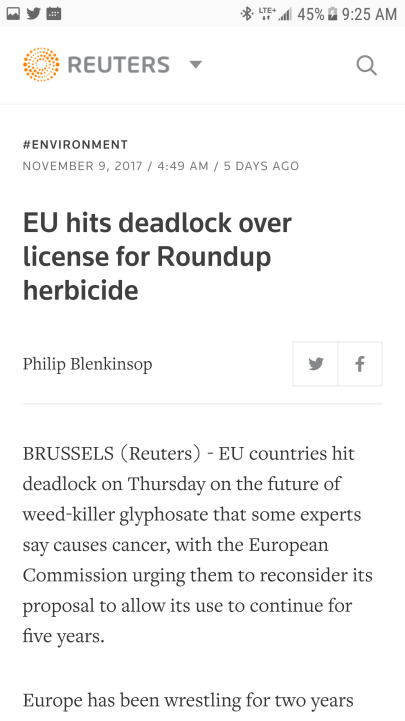 LTE+ 45% 9:25 AM
REUTERS
#ENVIRONMENT
NOVEMBER 9, 2017 / 4:49 AM / 5 DAYS AGO
EU hits deadlock over
license for Roundup
herbicide
Philip Blenkinsop
BRUSSELS (Reuters) - EU countries hit
deadlock on Thursday on the future of
weed-killer glyphosate that some experts
say causes cancer, with the European
Commission urging them to reconsider its
proposal to allow its use to continue for
five years.
Europe has been wrestling for two years